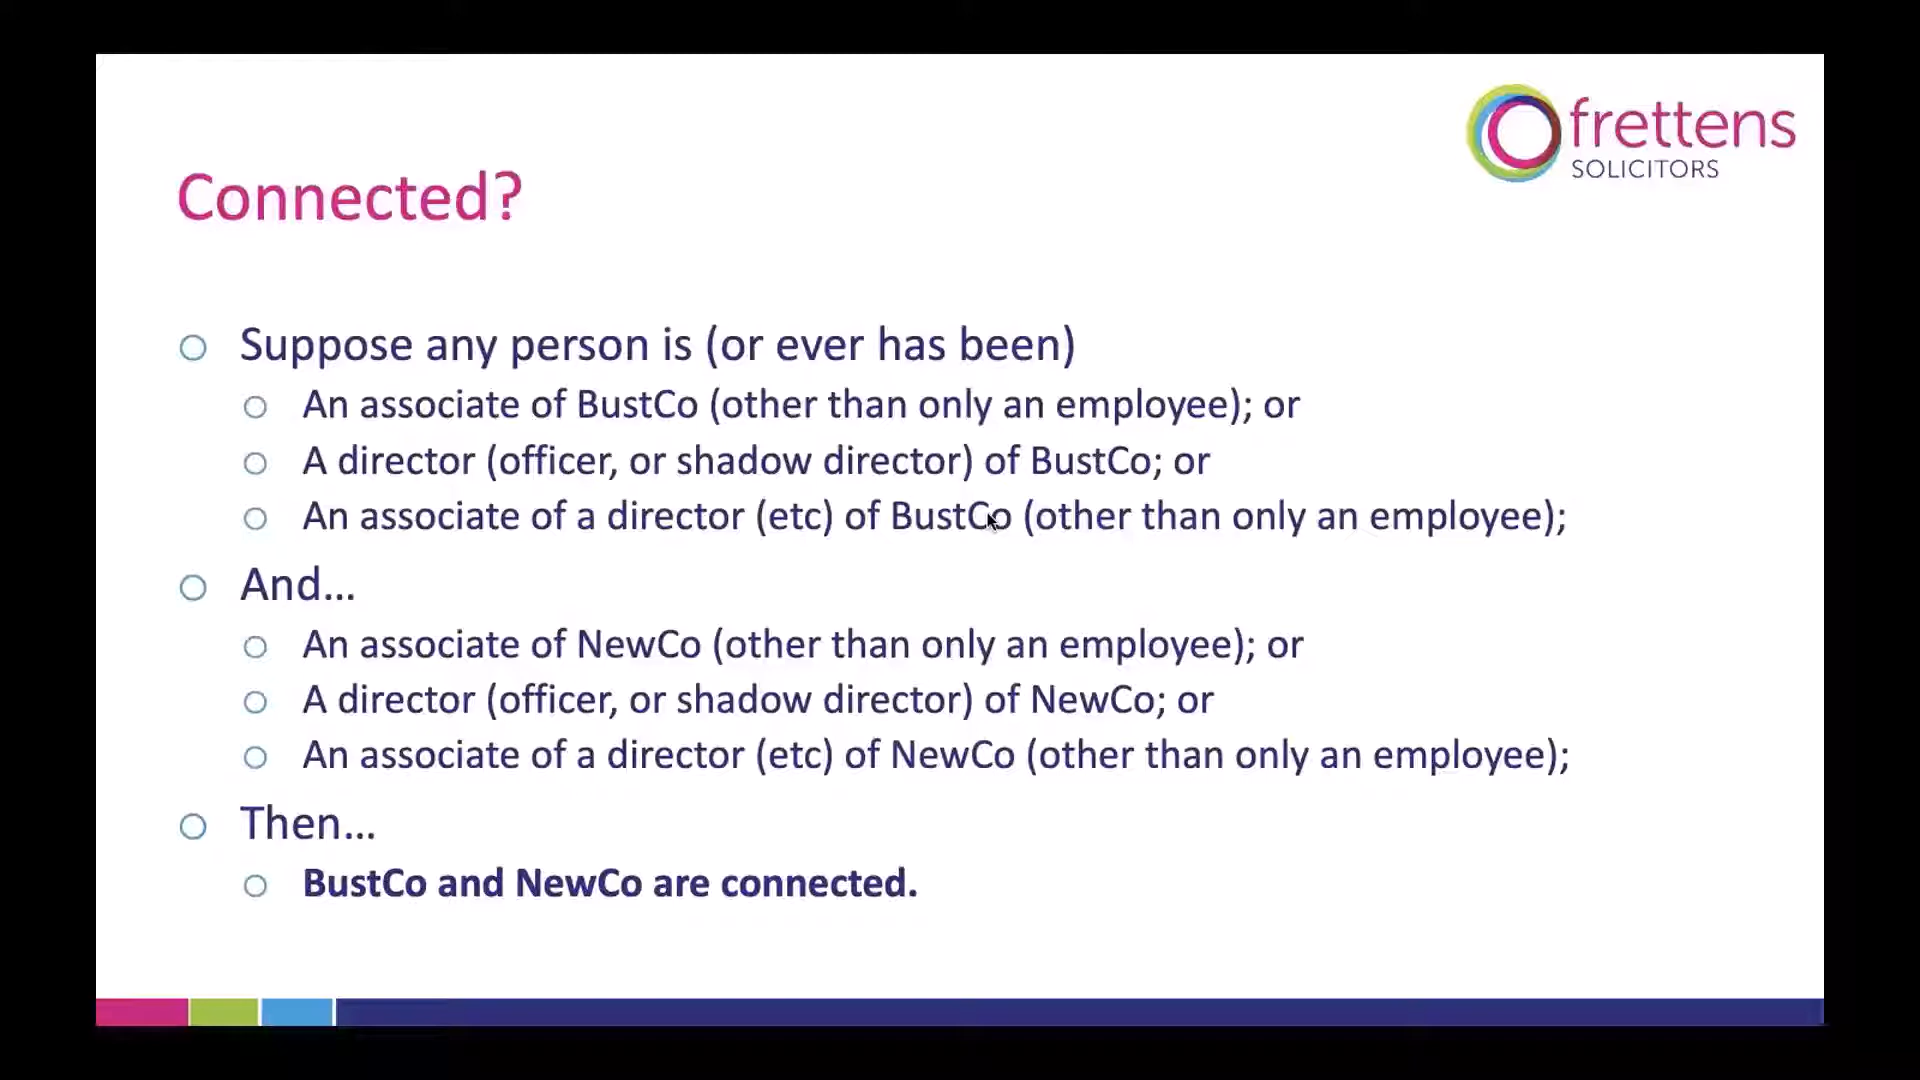 frettens
SOLICITORS
Connected?
Suppose any person is (or ever has been)
An associate of BustCo (other than only an employee); or
A director (officer, or shadow director) of BustCo; or
An associate of a director (etc) of BustCo (other than only an employee);
And...
An associate of NewCo (other than only an employee); or
A director (officer, or shadow director) of NewCo; or
An associate of a director (etc) of NewCo (other than only an employee);
Then...
BustCo and NewCo are connected.